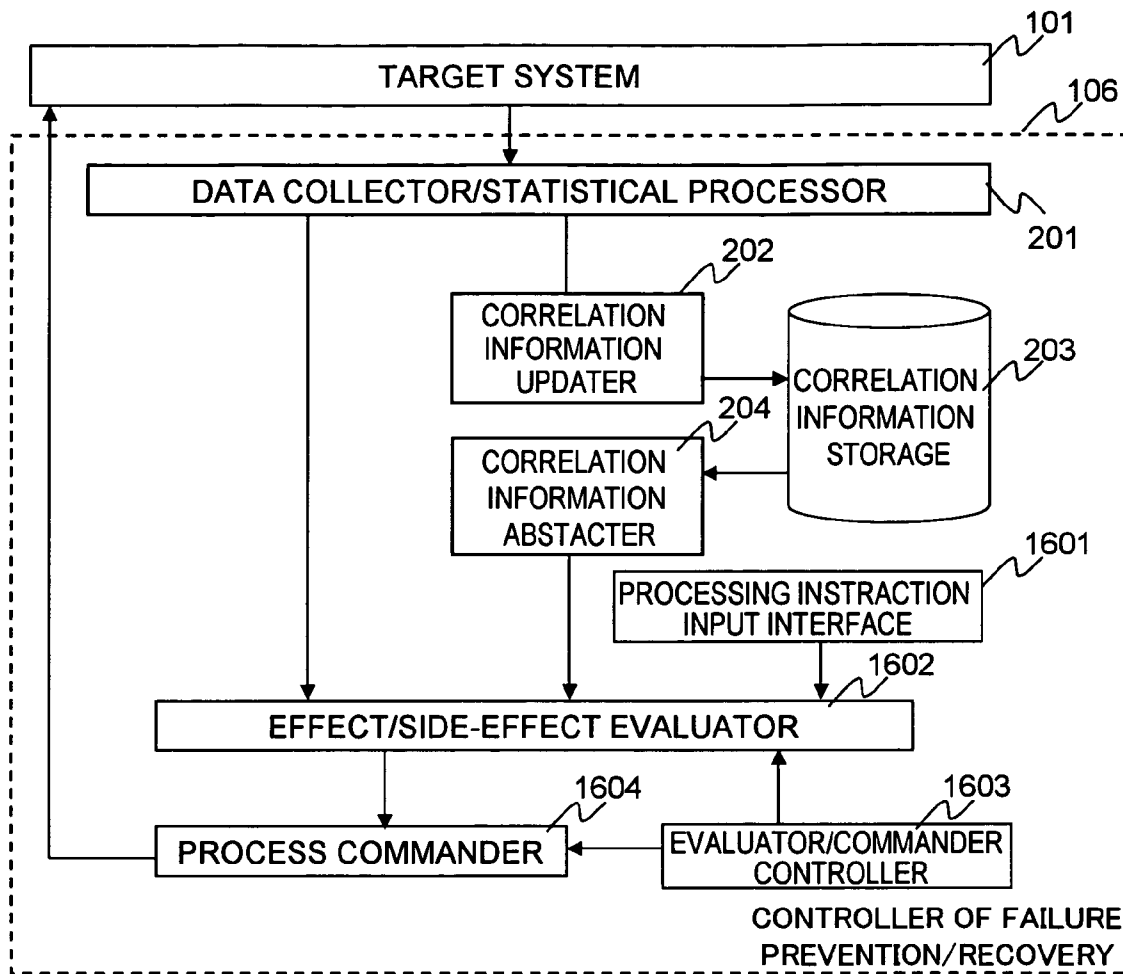 101
TARGET SYSTEM
106
DATA COLLECTOR/STATISTICAL PROCESSOR
201
202
CORRELATION
INFORMATION
UPDATER
203
CORRELATION
INFORMATION
STORAGE
204
CORRELATION
INFORMATION
ABSTACTER
1601
PROCESSING INSTRACTION
INPUT INTERFACE
1602
EFFECT/SIDE-EFFECT EVALUATOR
1604
PROCESS COMMANDER
1603
EVALUATOR/COMMANDER
CONTROLLER
CONTROLLER OF FAILURE
PREVENTION/RECOVERY